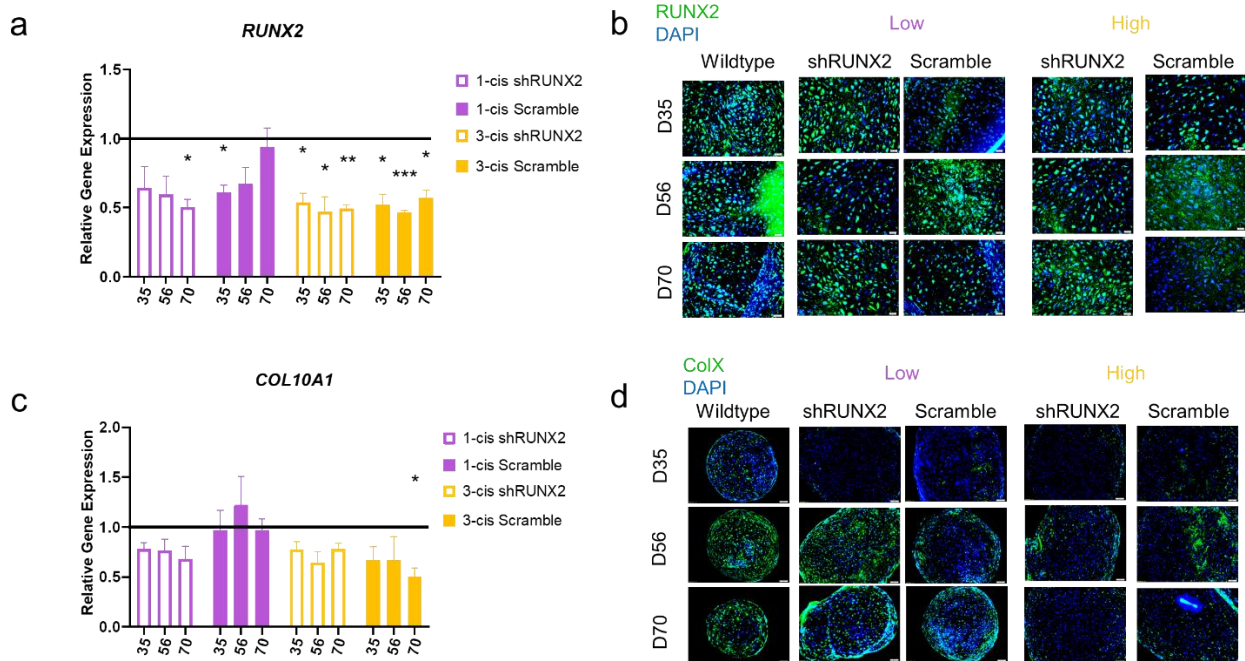 a
RUNX2
Relative Gene Expression
1.5
1.0
0.5
0.0
* * * * ** * *** *
35 56 70 35 56 70 35 56 70 35 56 70
1-cis shRUNX2
1-cis Scramble
3-cis shRUNX2
3-cis Scramble
b
RUNX2
DAPI
Low High
Wildtype shRUNX2 Scramble shRUNX2 Scramble
D35
D56
D70
c
COL10A1
Relative Gene Expression
2.0
1.5
1.0
0.5
0.0
*
35 56 70 35 56 70 35 56 70 35 56 70
1-cis shRUNX2
1-cis Scramble
3-cis shRUNX2
3-cis Scramble
d
ColX
DAPI
Low High
Wildtype shRUNX2 Scramble shRUNX2 Scramble
D35
D56
D70